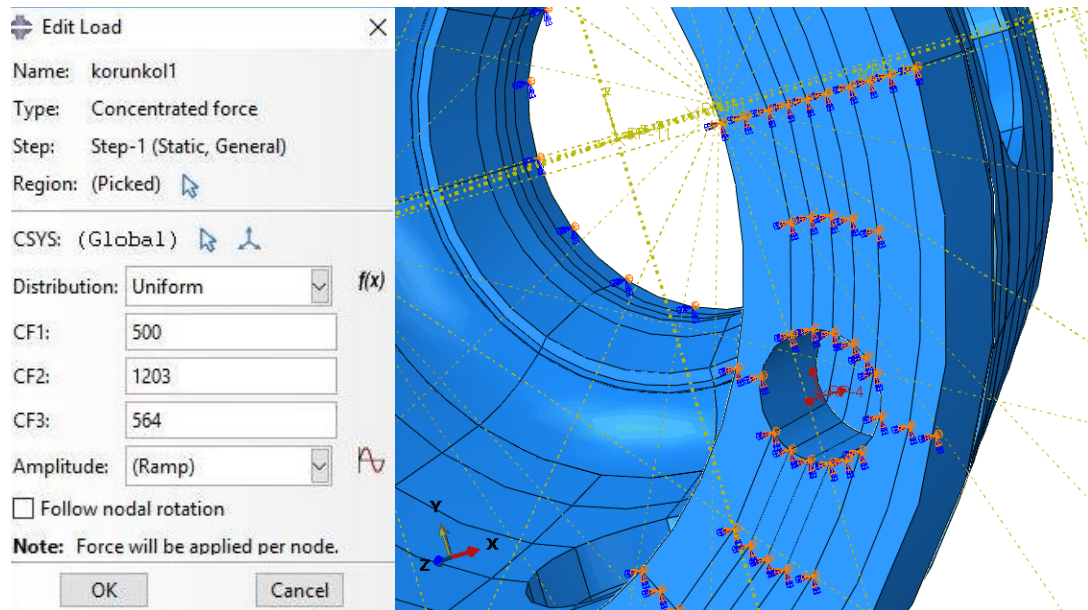 Edit Load
Name: korunkol1
Type: Concentrated force
Step: Step-1 (Static, General)
Region: (Picked)
CSYS: (Global)
Distribution: Uniform f(x)
CF1: 500
CF2: 1203
CF3: 564
Amplitude: (Ramp)
Follow nodal rotation
Note: Force will be applied per node.
OK Cancel
Y
Z X